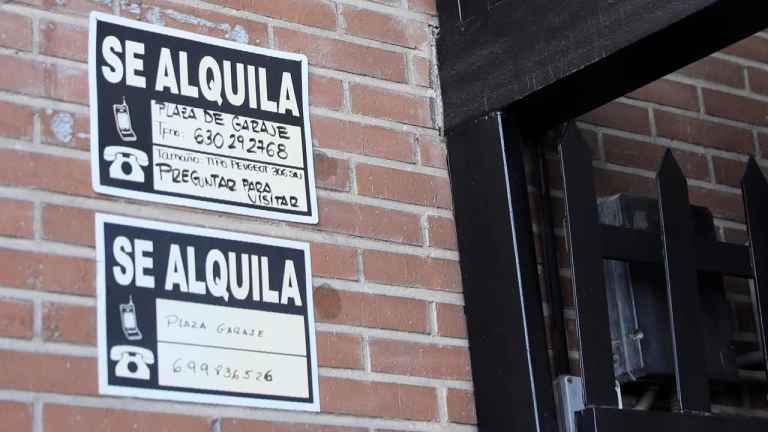 SE ALQUILA
PLAZA DE GARAJE
Tfno: 630 292768
Tamaño: TIPO PEUGEOT 306 SW
PREGUNTAR PARA
VISITAR
SE ALQUILA
PLAZA GARAJE
699836526